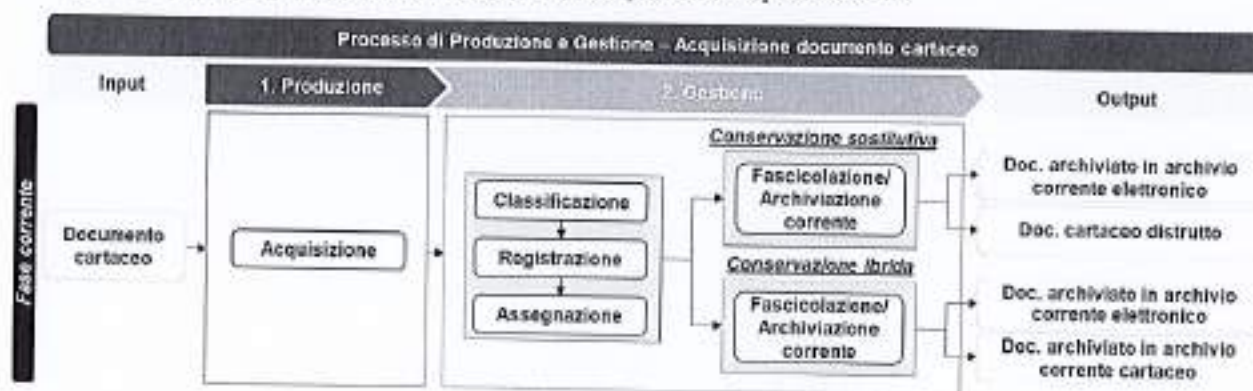 Processo di Produzione e Gestione – Acquisizione documento cartaceo
Input
1. Produzione
2. Gestione
Output
Fase corrente
Documento
cartaceo
Acquisizione
Classificazione
Registrazione
Assegnazione
Conservazione sostitutiva
Fascicolazione/
Archiviazione
corrente
Conservazione ibrida
Fascicolazione/
Archiviazione
corrente
Doc. archiviato in archivio
corrente elettronico
Doc. cartaceo distrutto
Doc. archiviato in archivio
corrente elettronico
Doc. archiviato in archivio
corrente cartaceo